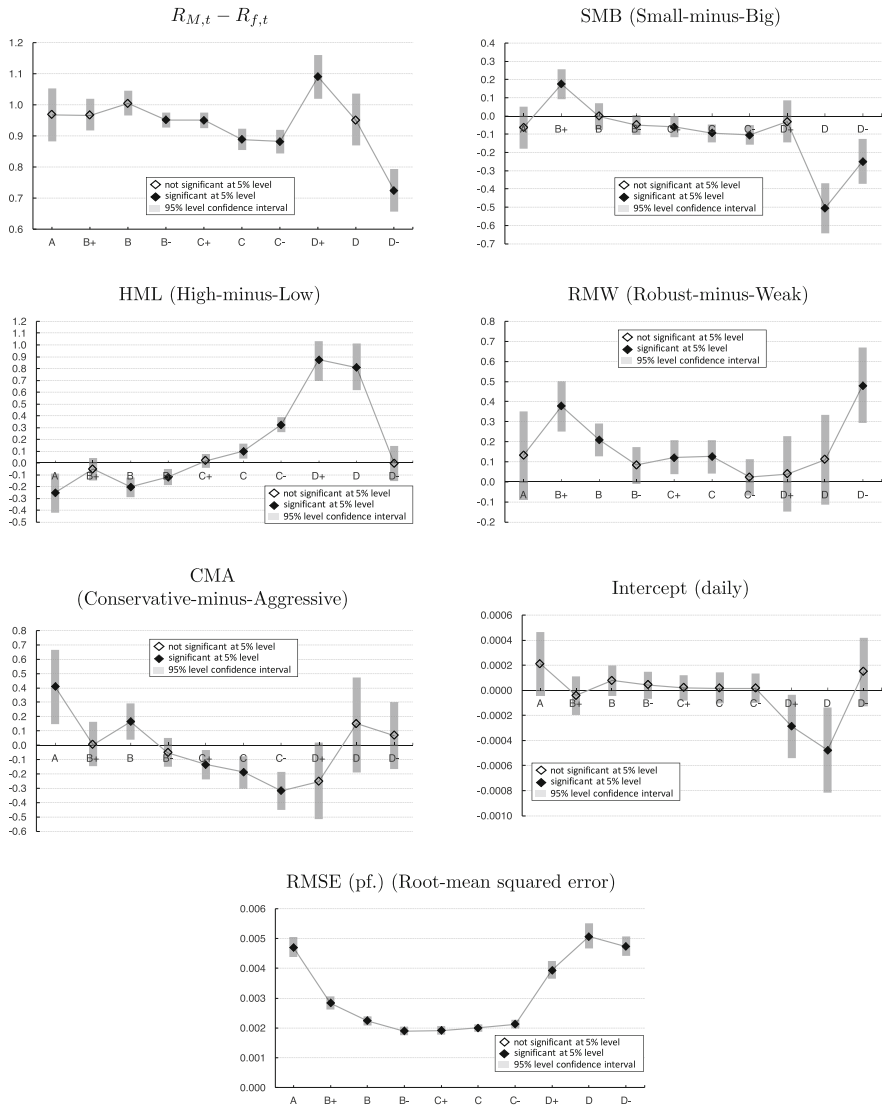 R_{M,t} − R_{f,t}
1.2
1.1
1.0
0.9
0.8
0.7
0.6
not significant at 5% level
significant at 5% level
95% level confidence interval
A B+ B B- C+ C C- D+ D D-
SMB (Small-minus-Big)
0.4
0.3
0.2
0.1
0.0
-0.1
-0.2
-0.3
-0.4
-0.5
-0.6
-0.7
A B+ B B- C+ C C- D+ D D-
not significant at 5% level
significant at 5% level
95% level confidence interval
HML (High-minus-Low)
1.2
1.1
1.0
0.9
0.8
0.7
0.6
0.5
0.4
0.3
0.2
0.1
0.0
-0.1
-0.2
-0.3
-0.4
-0.5
A B+ B B- C+ C C- D+ D D-
not significant at 5% level
significant at 5% level
95% level confidence interval
RMW (Robust-minus-Weak)
0.8
0.7
0.6
0.5
0.4
0.3
0.2
0.1
0.0
-0.1
-0.2
not significant at 5% level
significant at 5% level
95% level confidence interval
A B+ B B- C+ C C- D+ D D-
CMA
(Conservative-minus-Aggressive)
0.8
0.7
0.6
0.5
0.4
0.3
0.2
0.1
0.0
-0.1
-0.2
-0.3
-0.4
-0.5
-0.6
not significant at 5% level
significant at 5% level
95% level confidence interval
A B+ B B- C+ C C- D+ D D-
Intercept (daily)
0.0006
0.0004
0.0002
0.0000
-0.0002
-0.0004
-0.0006
-0.0008
-0.0010
A B+ B B- C+ C C- D+ D D-
not significant at 5% level
significant at 5% level
95% level confidence interval
RMSE (pf.) (Root-mean squared error)
0.006
0.005
0.004
0.003
0.002
0.001
0.000
not significant at 5% level
significant at 5% level
95% level confidence interval
A B+ B B- C+ C C- D+ D D-